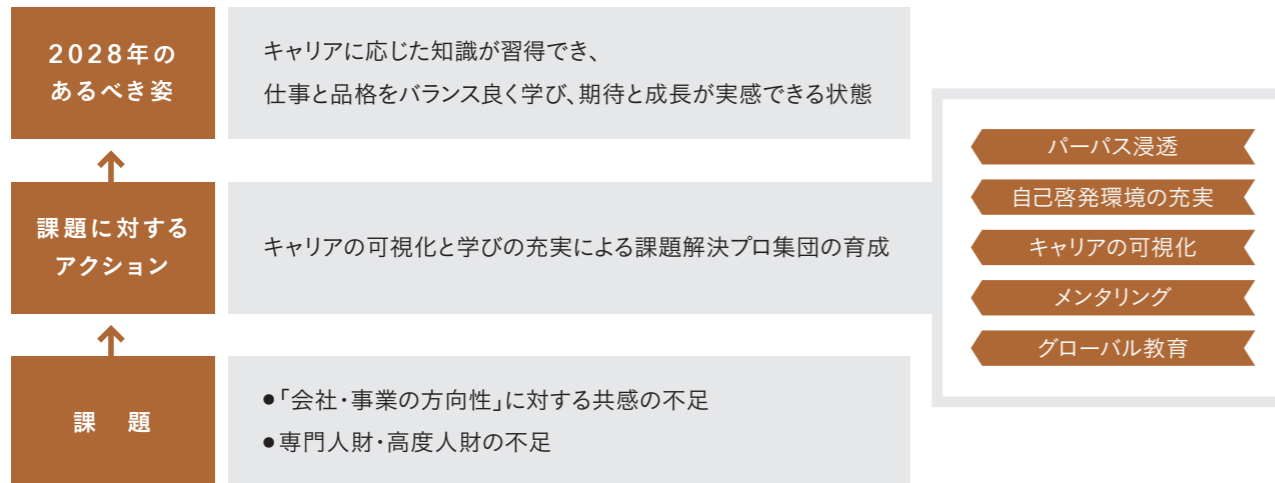 2028年の
あるべき姿
キャリアに応じた知識が習得でき、
仕事と品格をバランス良く学び、期待と成長が実感できる状態
課題に対する
アクション
キャリアの可視化と学びの充実による課題解決プロ集団の育成
パーパス浸透
自己啓発環境の充実
キャリアの可視化
メンタリング
グローバル教育
課 題
●「会社・事業の方向性」に対する共感の不足
●専門人財・高度人財の不足